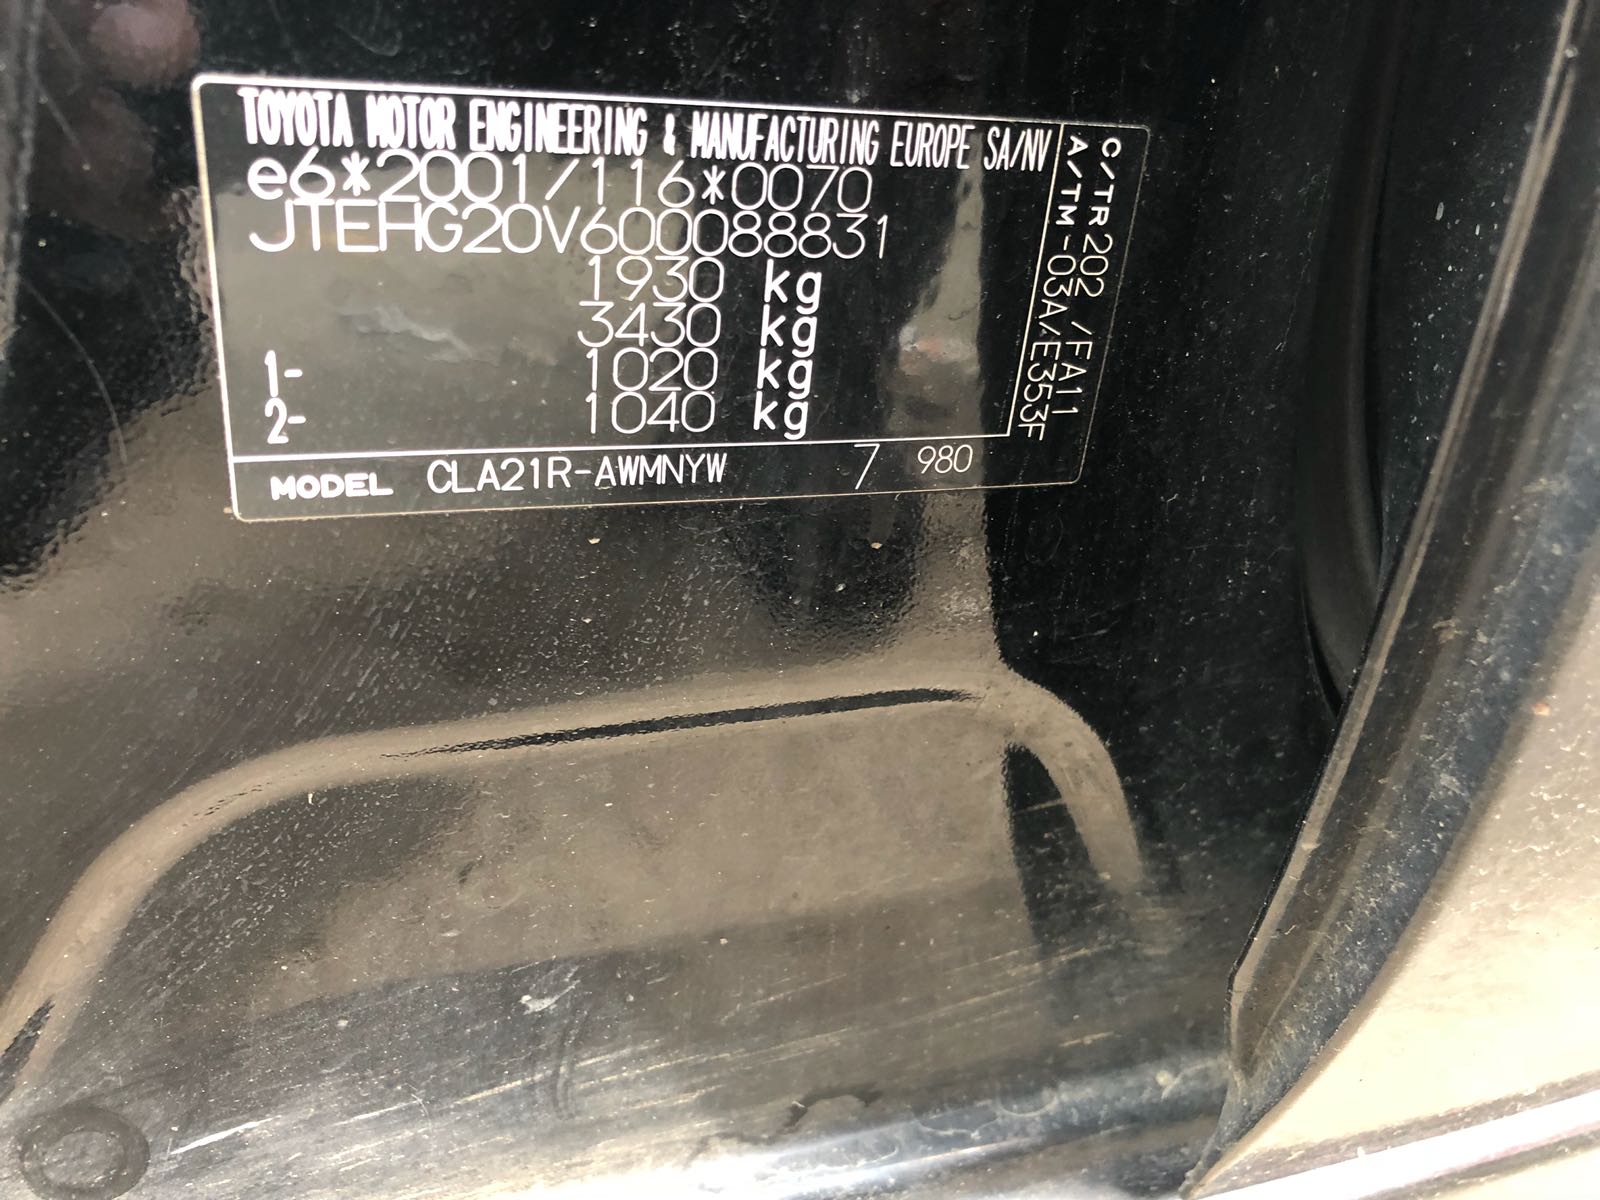 TOYOTA MOTOR ENGINEERING & MANUFACTURING EUROPE SA/NV
e6*2001/116*0070
JTEHG20V600088831
1930 kg
3430 kg
1- 1020 kg
2- 1040 kg
MODEL CLA21R-AWMNYW 7 980
C/TR 202 /FA11
A/TM -03A/E353F